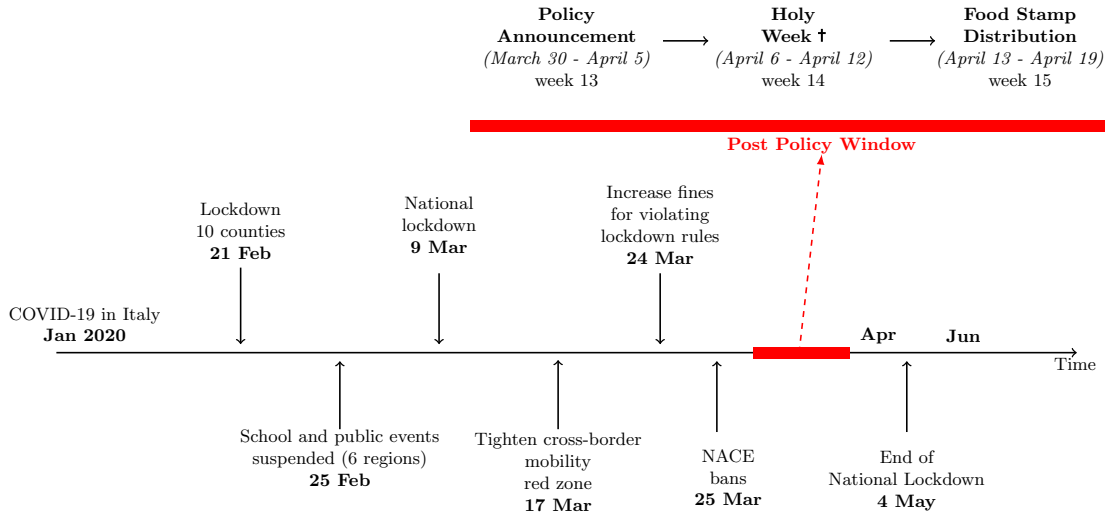 Policy
Announcement
(March 30 - April 5)
week 13
Holy
Week ✝
(April 6 - April 12)
week 14
Food Stamp
Distribution
(April 13 - April 19)
week 15
Post Policy Window
Lockdown
10 counties
21 Feb
National
lockdown
9 Mar
Increase fines
for violating
lockdown rules
24 Mar
COVID-19 in Italy
Jan 2020
Apr
Jun
Time
School and public events
suspended (6 regions)
25 Feb
Tighten cross-border
mobility
red zone
17 Mar
NACE
bans
25 Mar
End of
National Lockdown
4 May